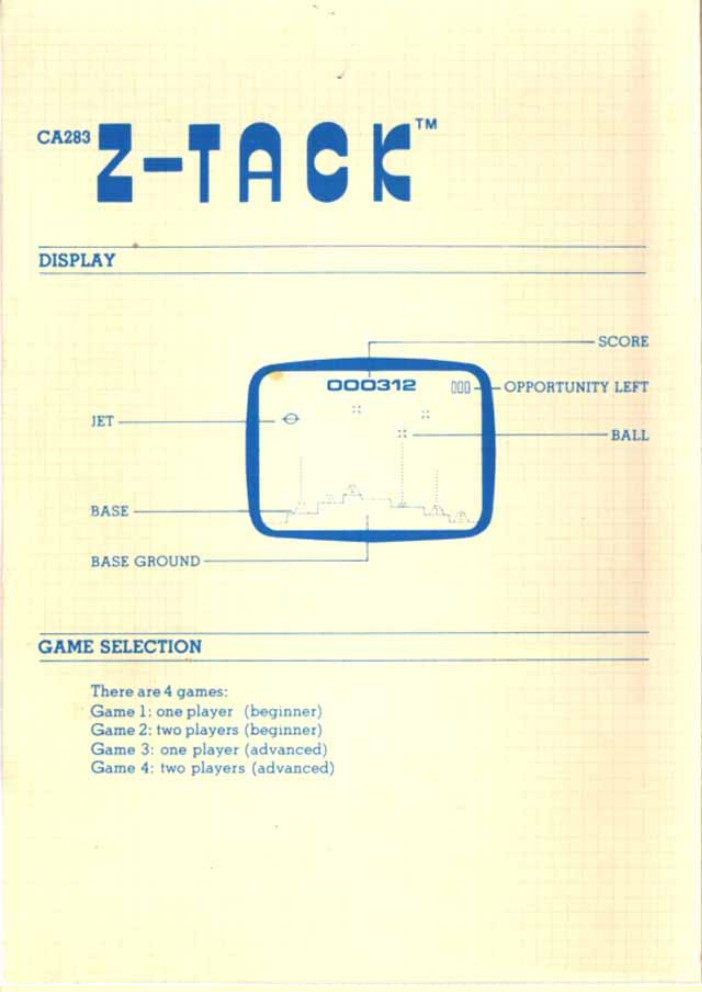 CA283 Z-TACK™
DISPLAY
SCORE
000312
OPPORTUNITY LEFT
JET
BALL
BASE
BASE GROUND
GAME SELECTION
There are 4 games:
Game 1: one player (beginner)
Game 2: two players (beginner)
Game 3: one player (advanced)
Game 4: two players (advanced)